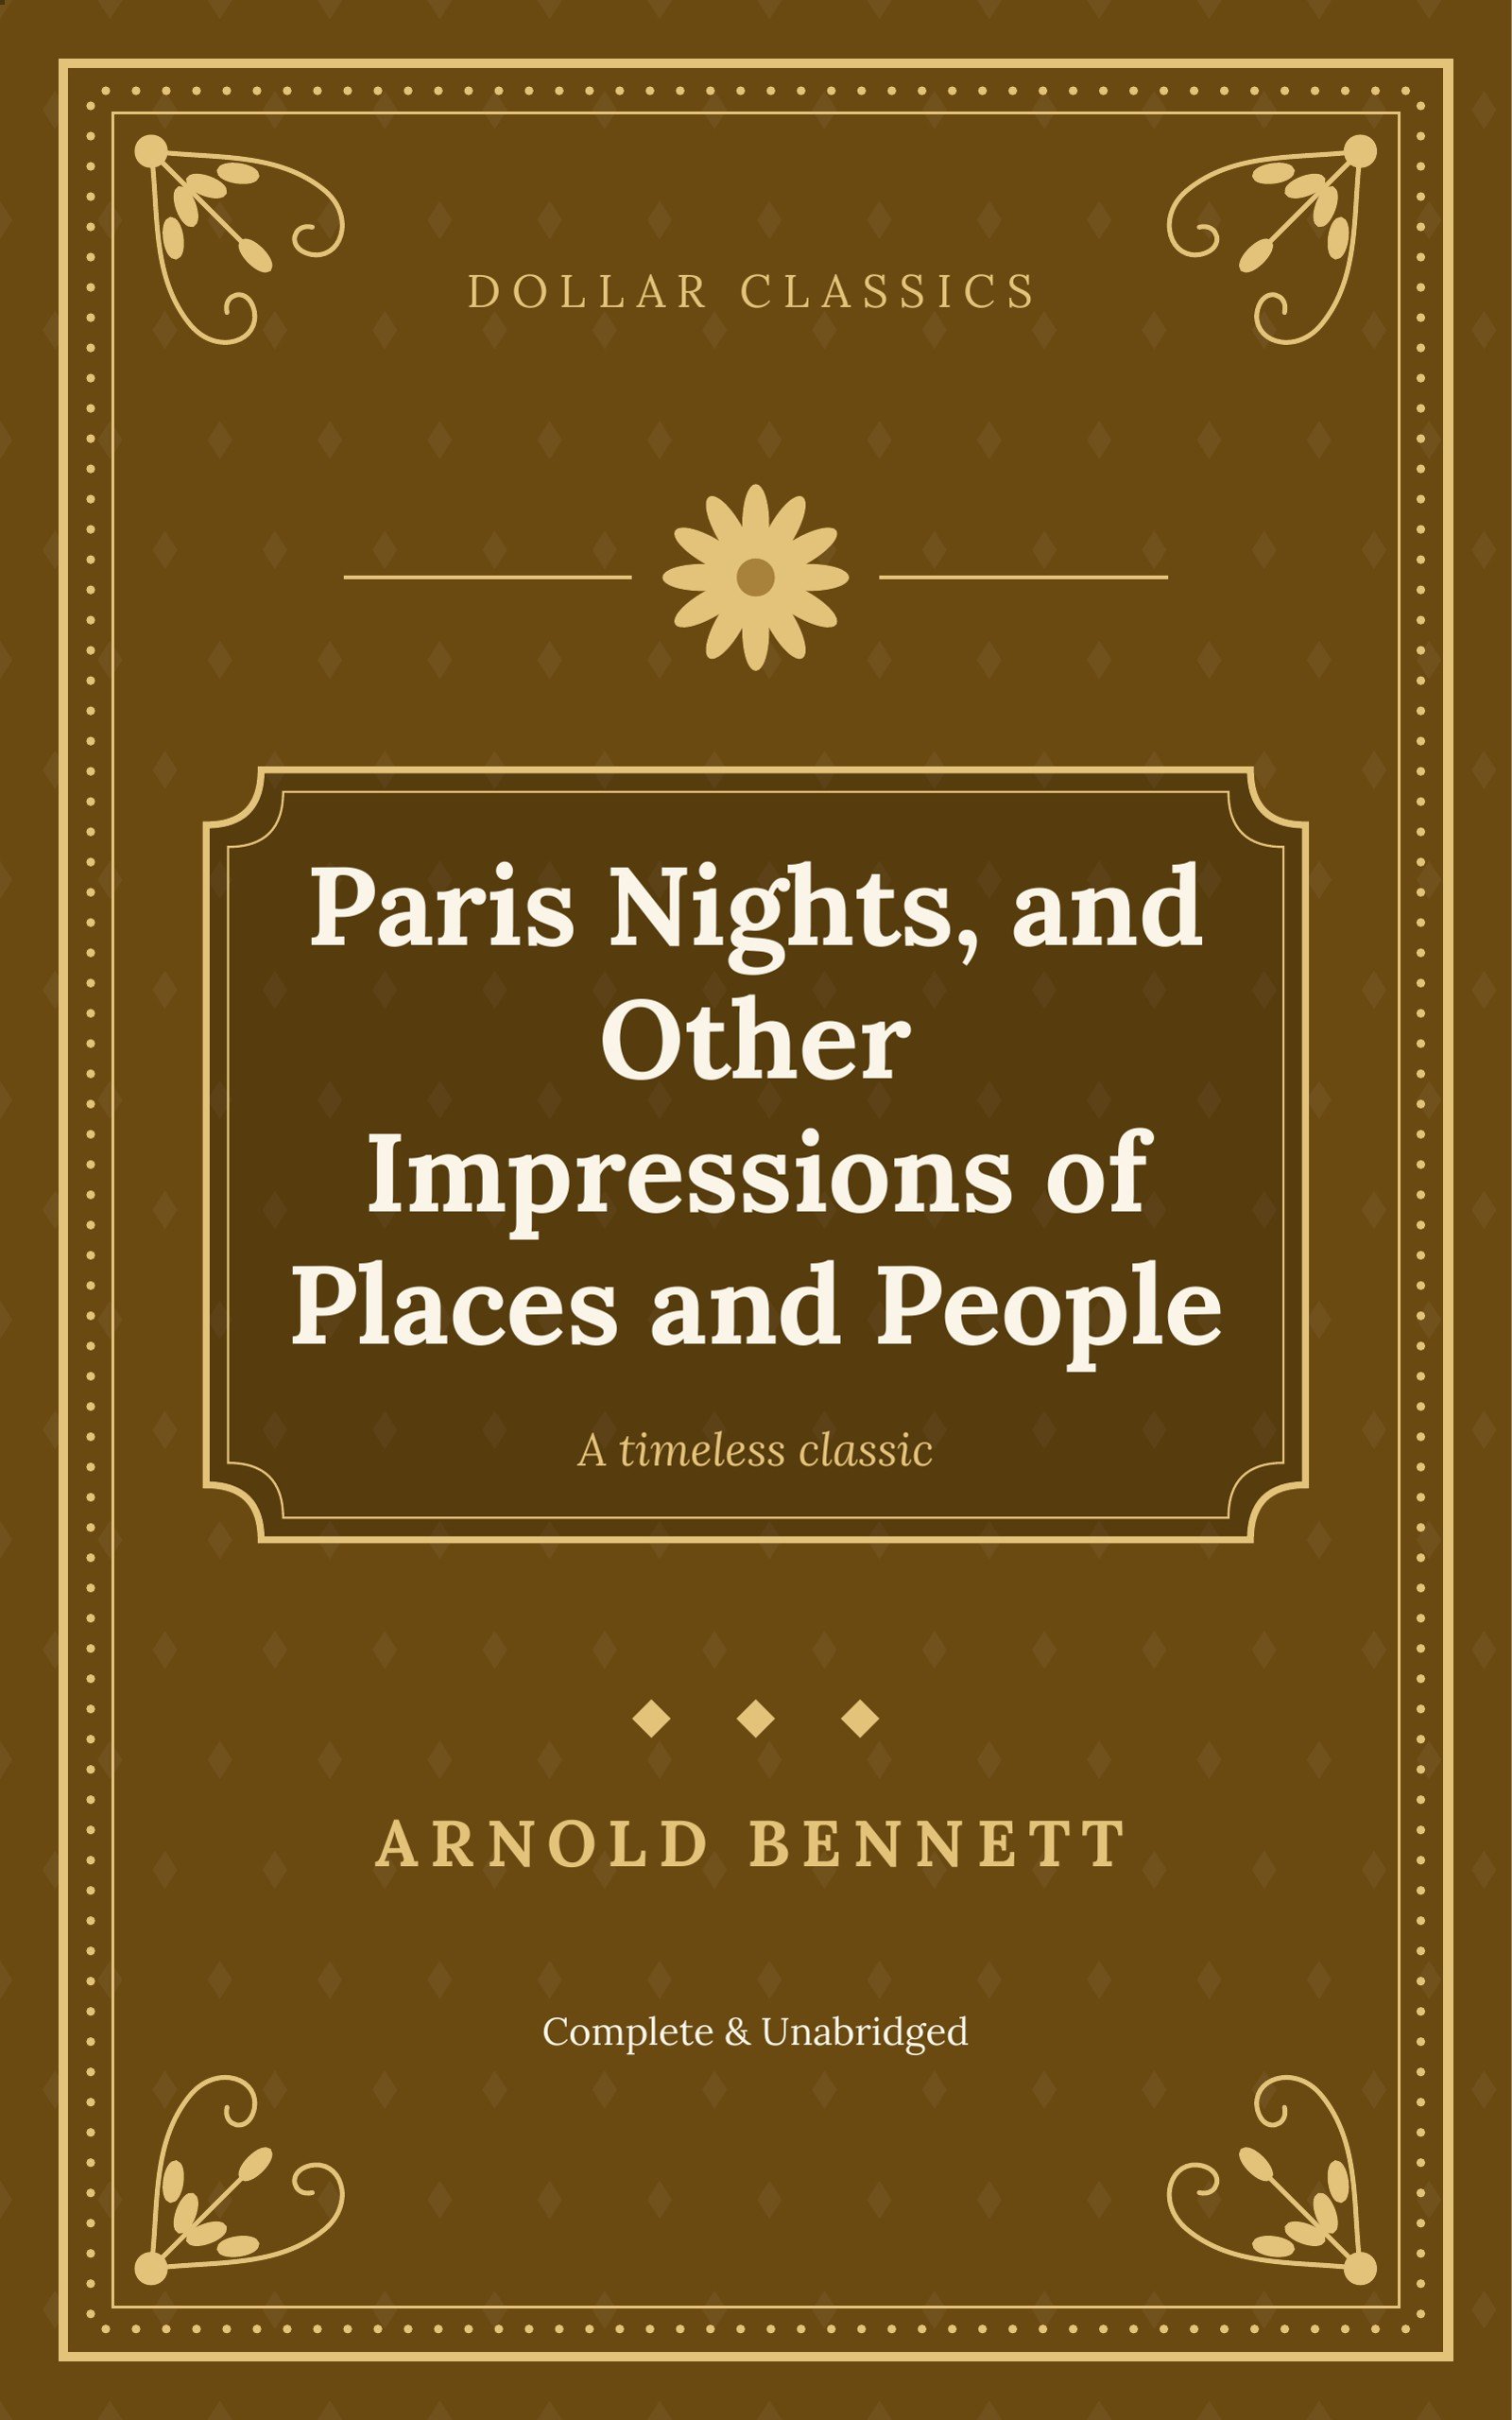 DOLLAR CLASSICS
Paris Nights, and
Other
Impressions of
Places and People
A timeless classic
ARNOLD BENNETT
Complete & Unabridged